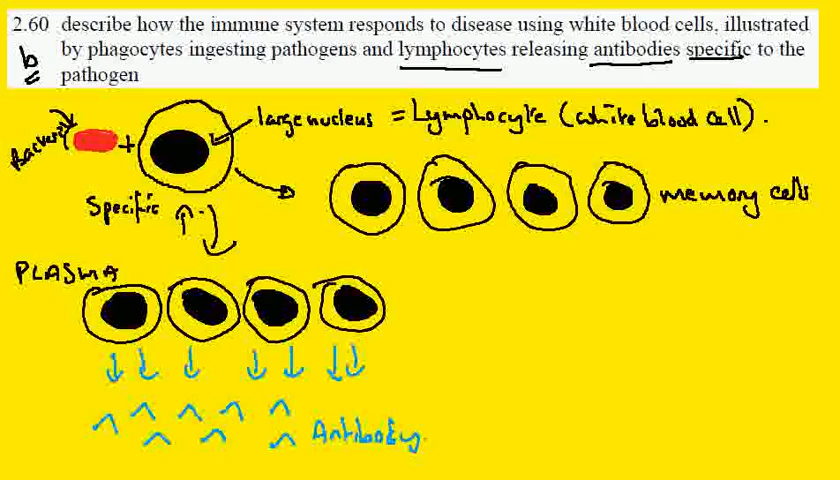 2.60 describe how the immune system responds to disease using white blood cells, illustrated
b by phagocytes ingesting pathogens and lymphocytes releasing antibodies specific to the
pathogen
Bacteria + large nucleus = Lymphocyte (white blood cell).
Specific
memory cells
PLASMA
Antibody.